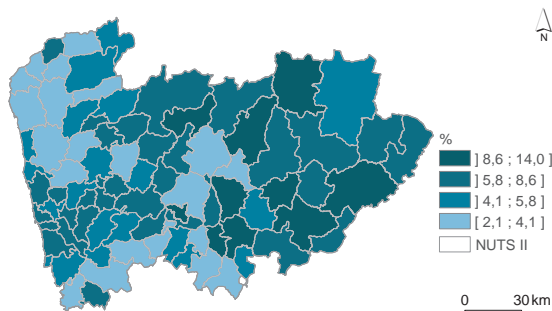 N
%
] 8,6 ; 14,0 ]
] 5,8 ; 8,6 ]
] 4,1 ; 5,8 ]
[ 2,1 ; 4,1 ]
NUTS II
0 30 km